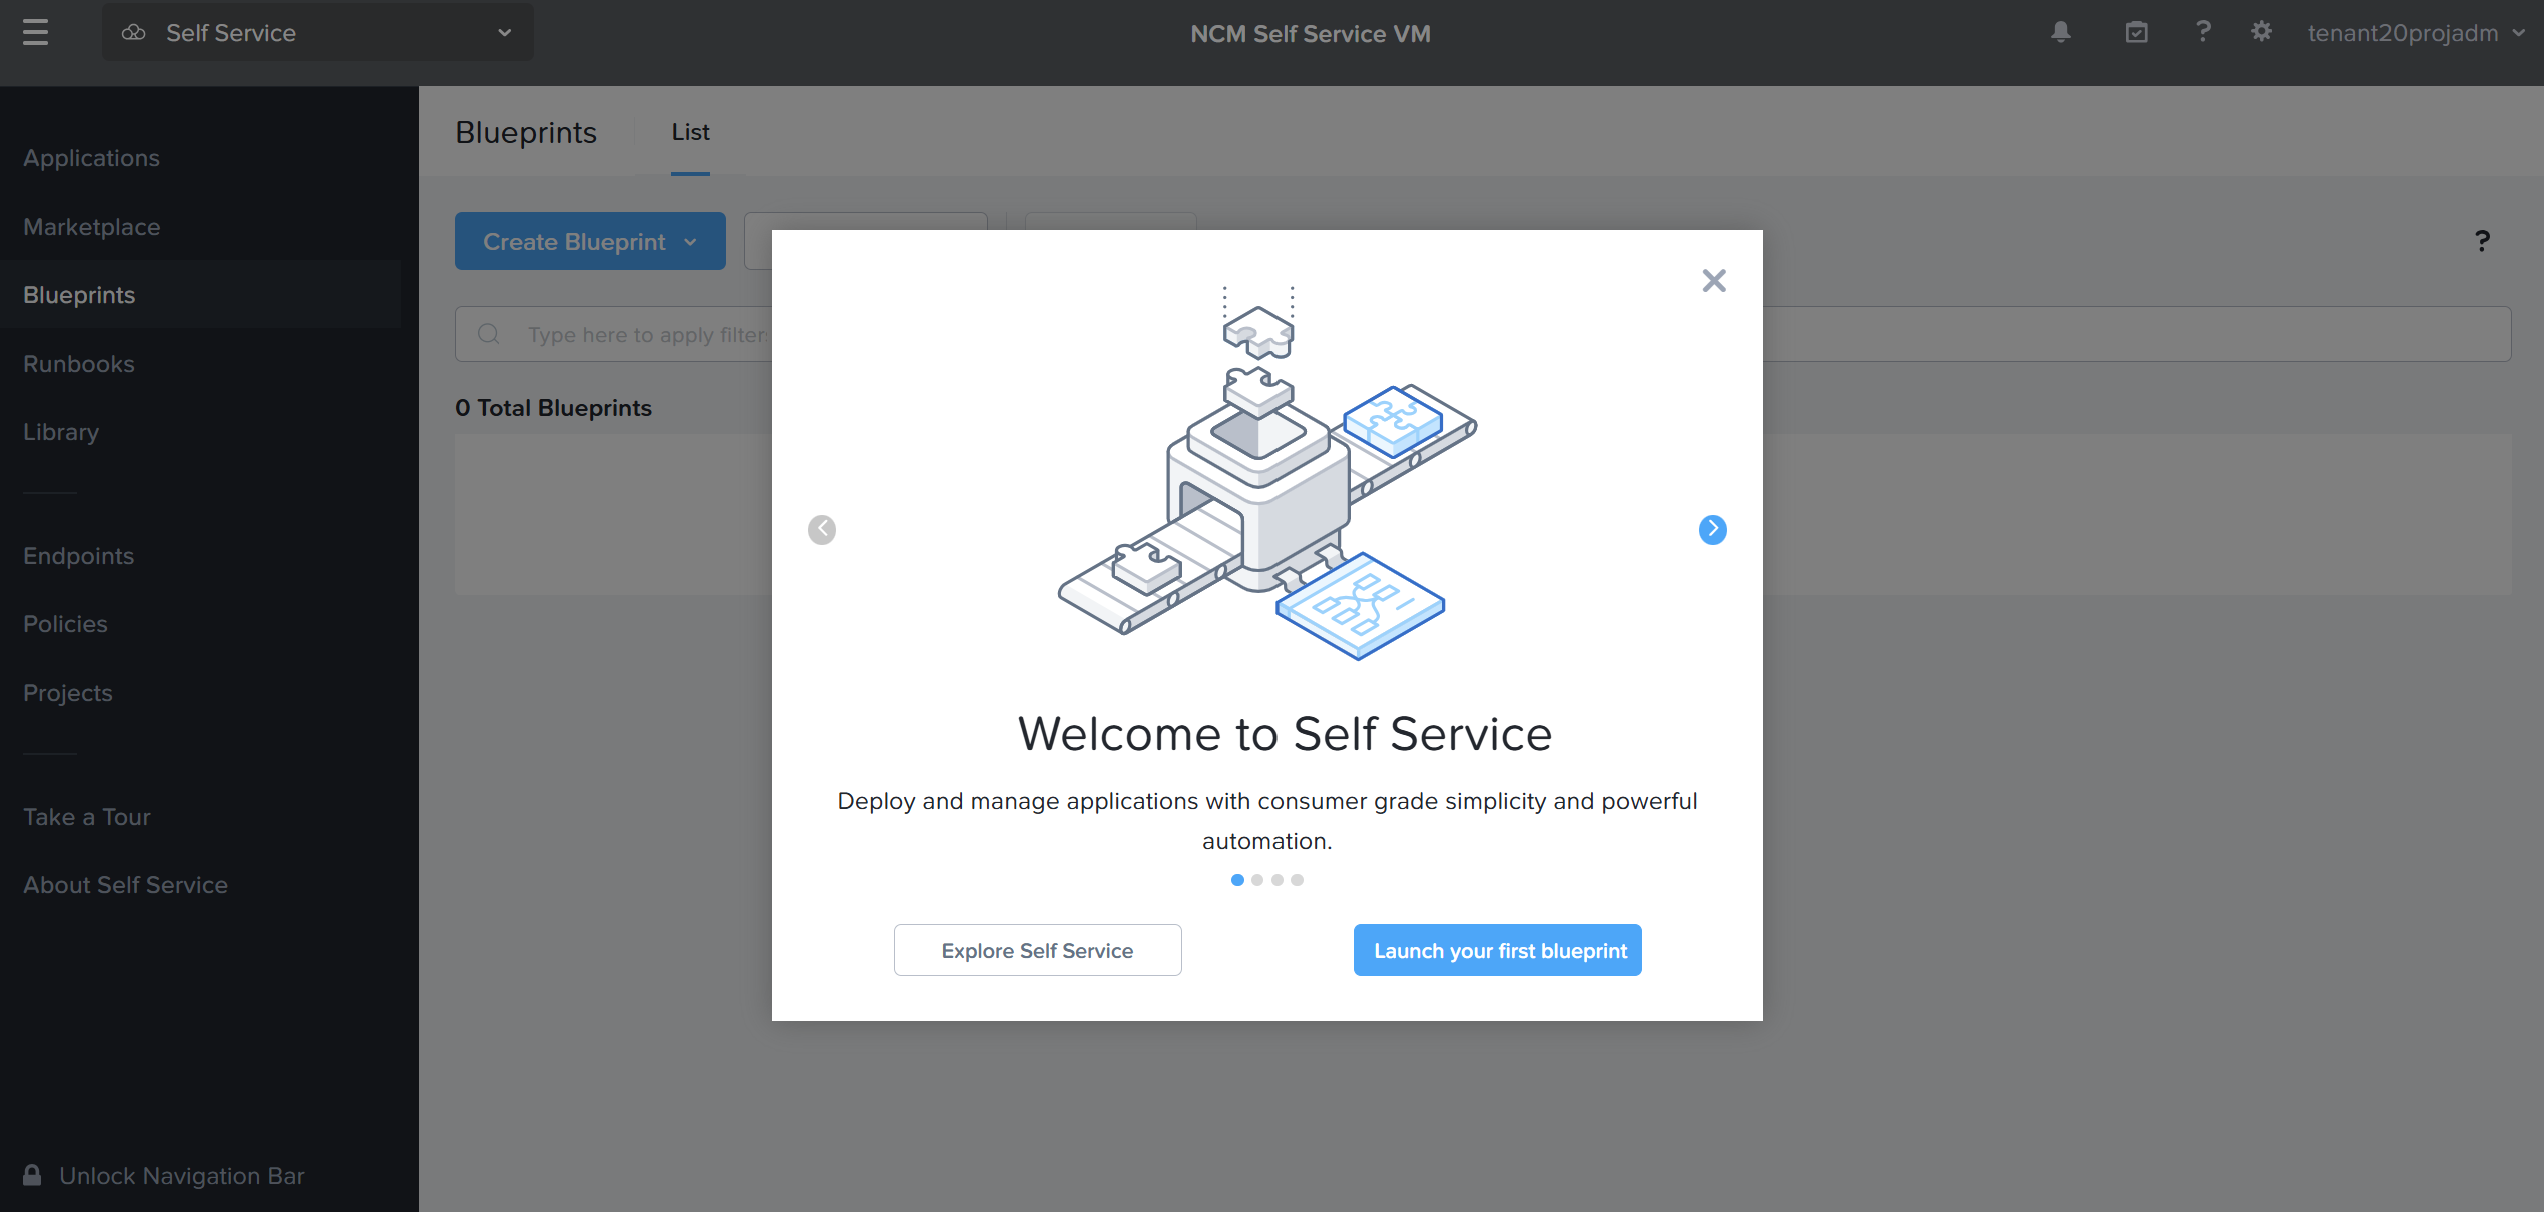 Self Service
NCM Self Service VM
?
tenant20projadm
Applications
Marketplace
Blueprints
Runbooks
Library
Endpoints
Policies
Projects
Take a Tour
About Self Service
Unlock Navigation Bar
Blueprints
List
Create Blueprint
?
Type here to apply filter
0 Total Blueprints
Welcome to Self Service
Deploy and manage applications with consumer grade simplicity and powerful
automation.
Explore Self Service
Launch your first blueprint